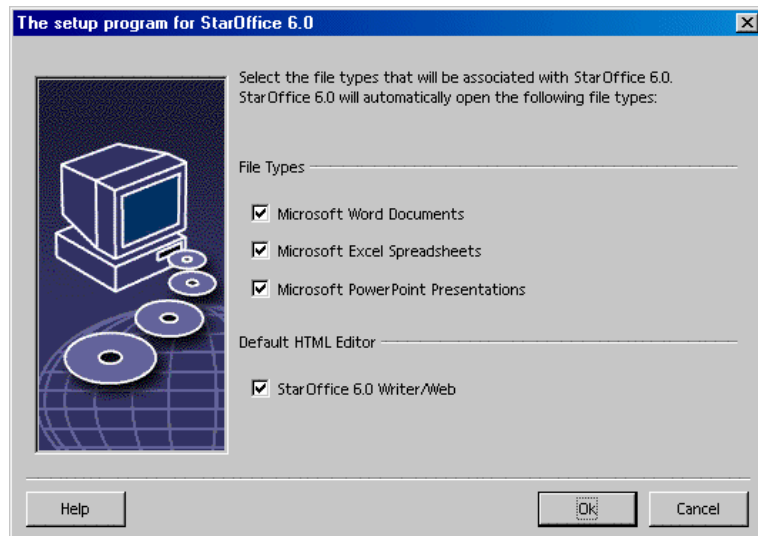 The setup program for StarOffice 6.0
Select the file types that will be associated with StarOffice 6.0.
StarOffice 6.0 will automatically open the following file types:
File Types
Microsoft Word Documents
Microsoft Excel Spreadsheets
Microsoft PowerPoint Presentations
Default HTML Editor
StarOffice 6.0 Writer/Web
Help
Ok
Cancel